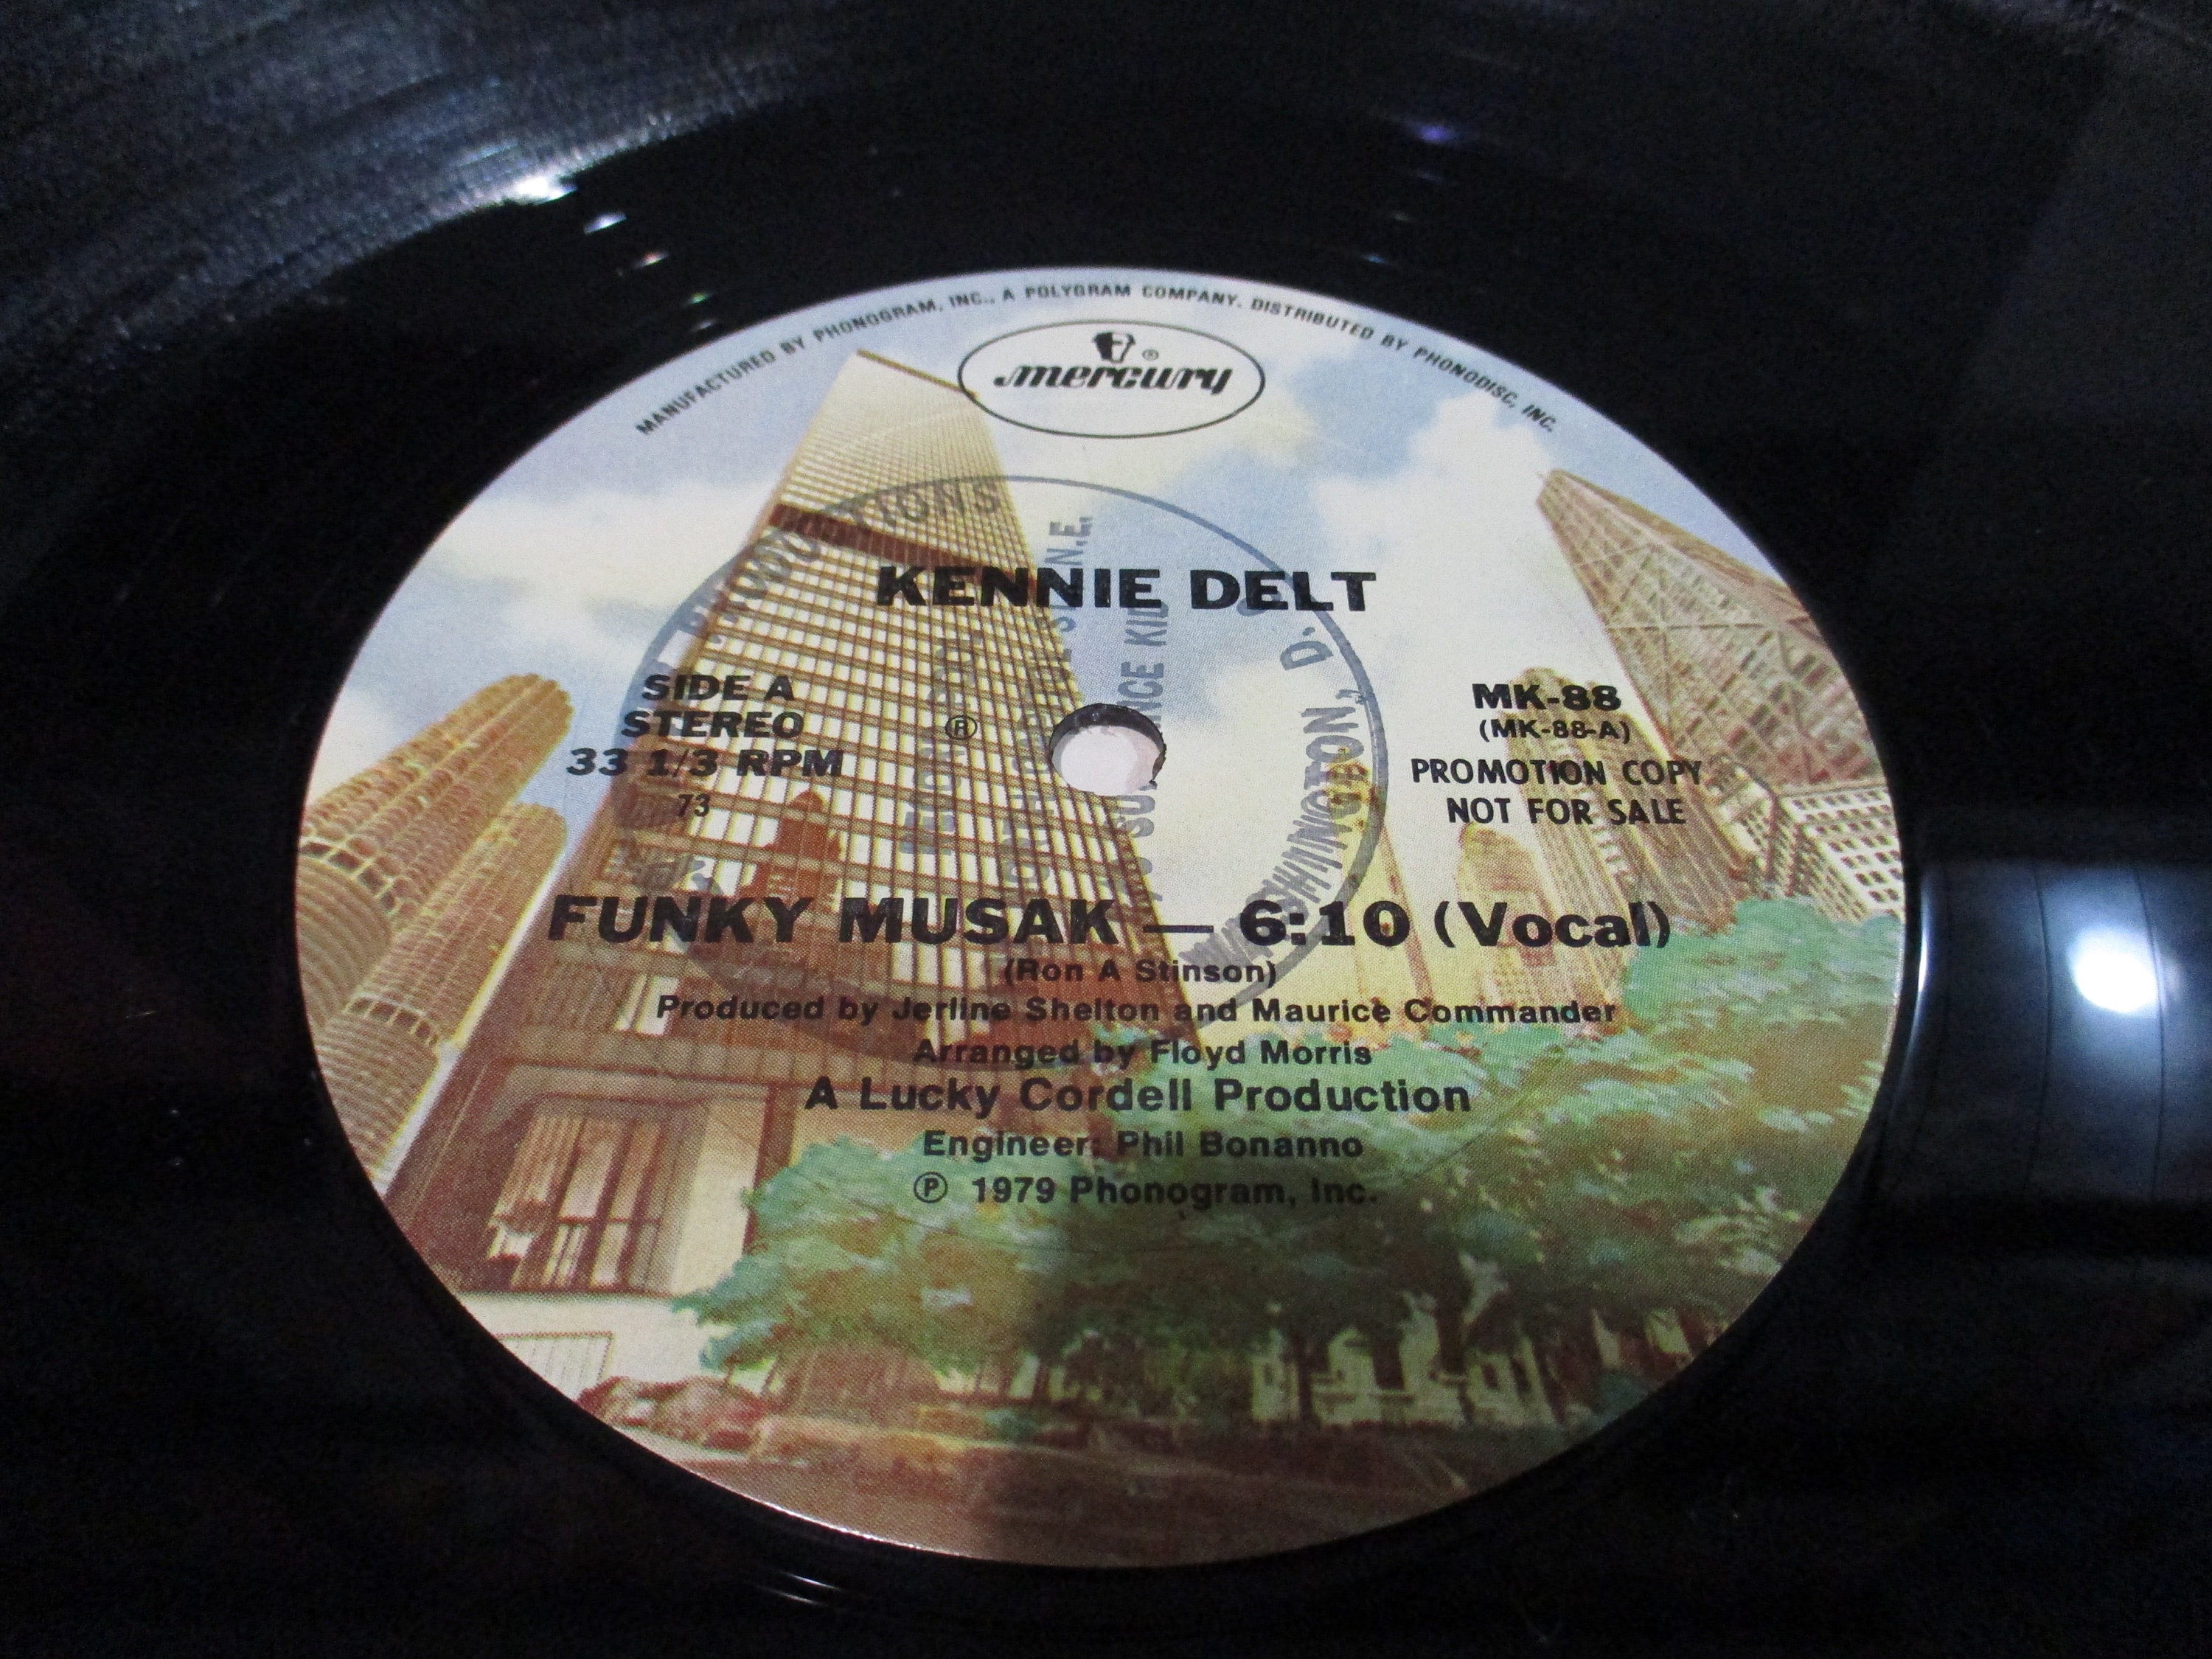 MANUFACTURED BY PHONOGRAM, INC., A POLYGRAM COMPANY. DISTRIBUTED BY PHONODISC, INC.
mercury ®
KENNIE DELT
SIDE A
STEREO
33 1/3 RPM
73
®
MK-88
(MK-88-A)
PROMOTION COPY
NOT FOR SALE
FUNKY MUSAK — 6:10 (Vocal)
(Ron A Stinson)
Produced by Jerline Shelton and Maurice Commander
Arranged by Floyd Morris
A Lucky Cordell Production
Engineer: Phil Bonanno
℗ 1979 Phonogram, Inc.
N.E.
WASHINGTON, D.